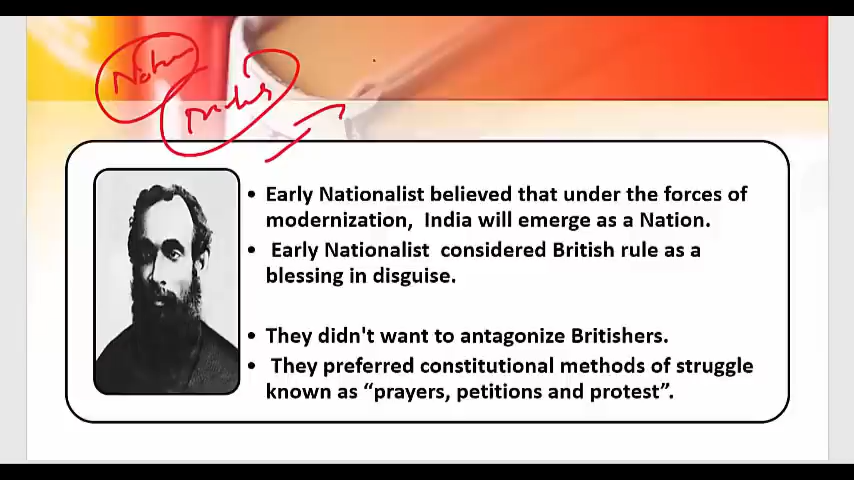 • Early Nationalist believed that under the forces of
modernization, India will emerge as a Nation.
• Early Nationalist considered British rule as a
blessing in disguise.
• They didn't want to antagonize Britishers.
• They preferred constitutional methods of struggle
known as “prayers, petitions and protest”.